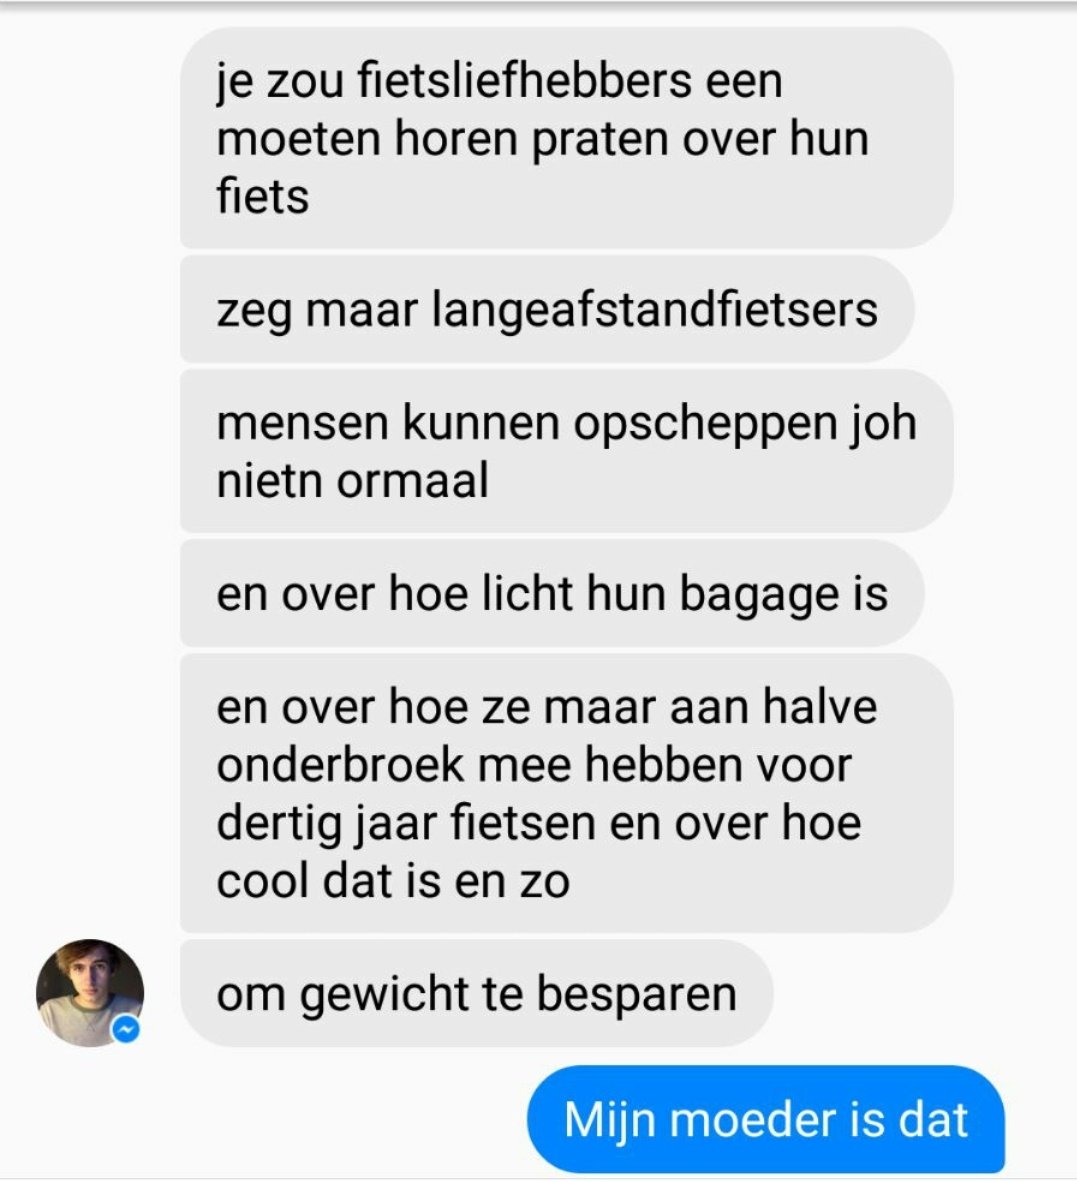 je zou fietsliefhebbers een
moeten horen praten over hun
fiets
zeg maar langeafstandfietsers
mensen kunnen opscheppen joh
nietn ormaal
en over hoe licht hun bagage is
en over hoe ze maar aan halve
onderbroek mee hebben voor
dertig jaar fietsen en over hoe
cool dat is en zo
om gewicht te besparen
Mijn moeder is dat